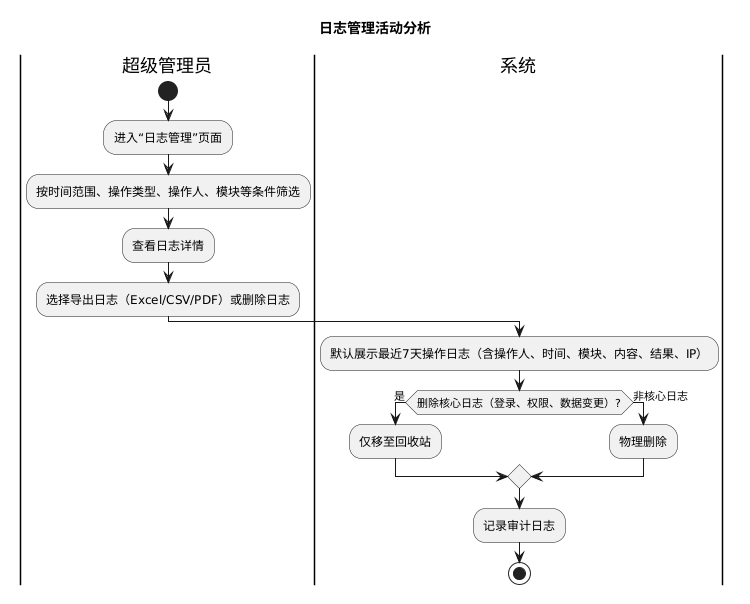 日志管理活动分析
超级管理员
系统
进入“日志管理”页面
按时间范围、操作类型、操作人、模块等条件筛选
查看日志详情
选择导出日志（Excel/CSV/PDF）或删除日志
默认展示最近7天操作日志（含操作人、时间、模块、内容、结果、IP）
是
删除核心日志（登录、权限、数据变更）?
非核心日志
仅移至回收站
物理删除
记录审计日志